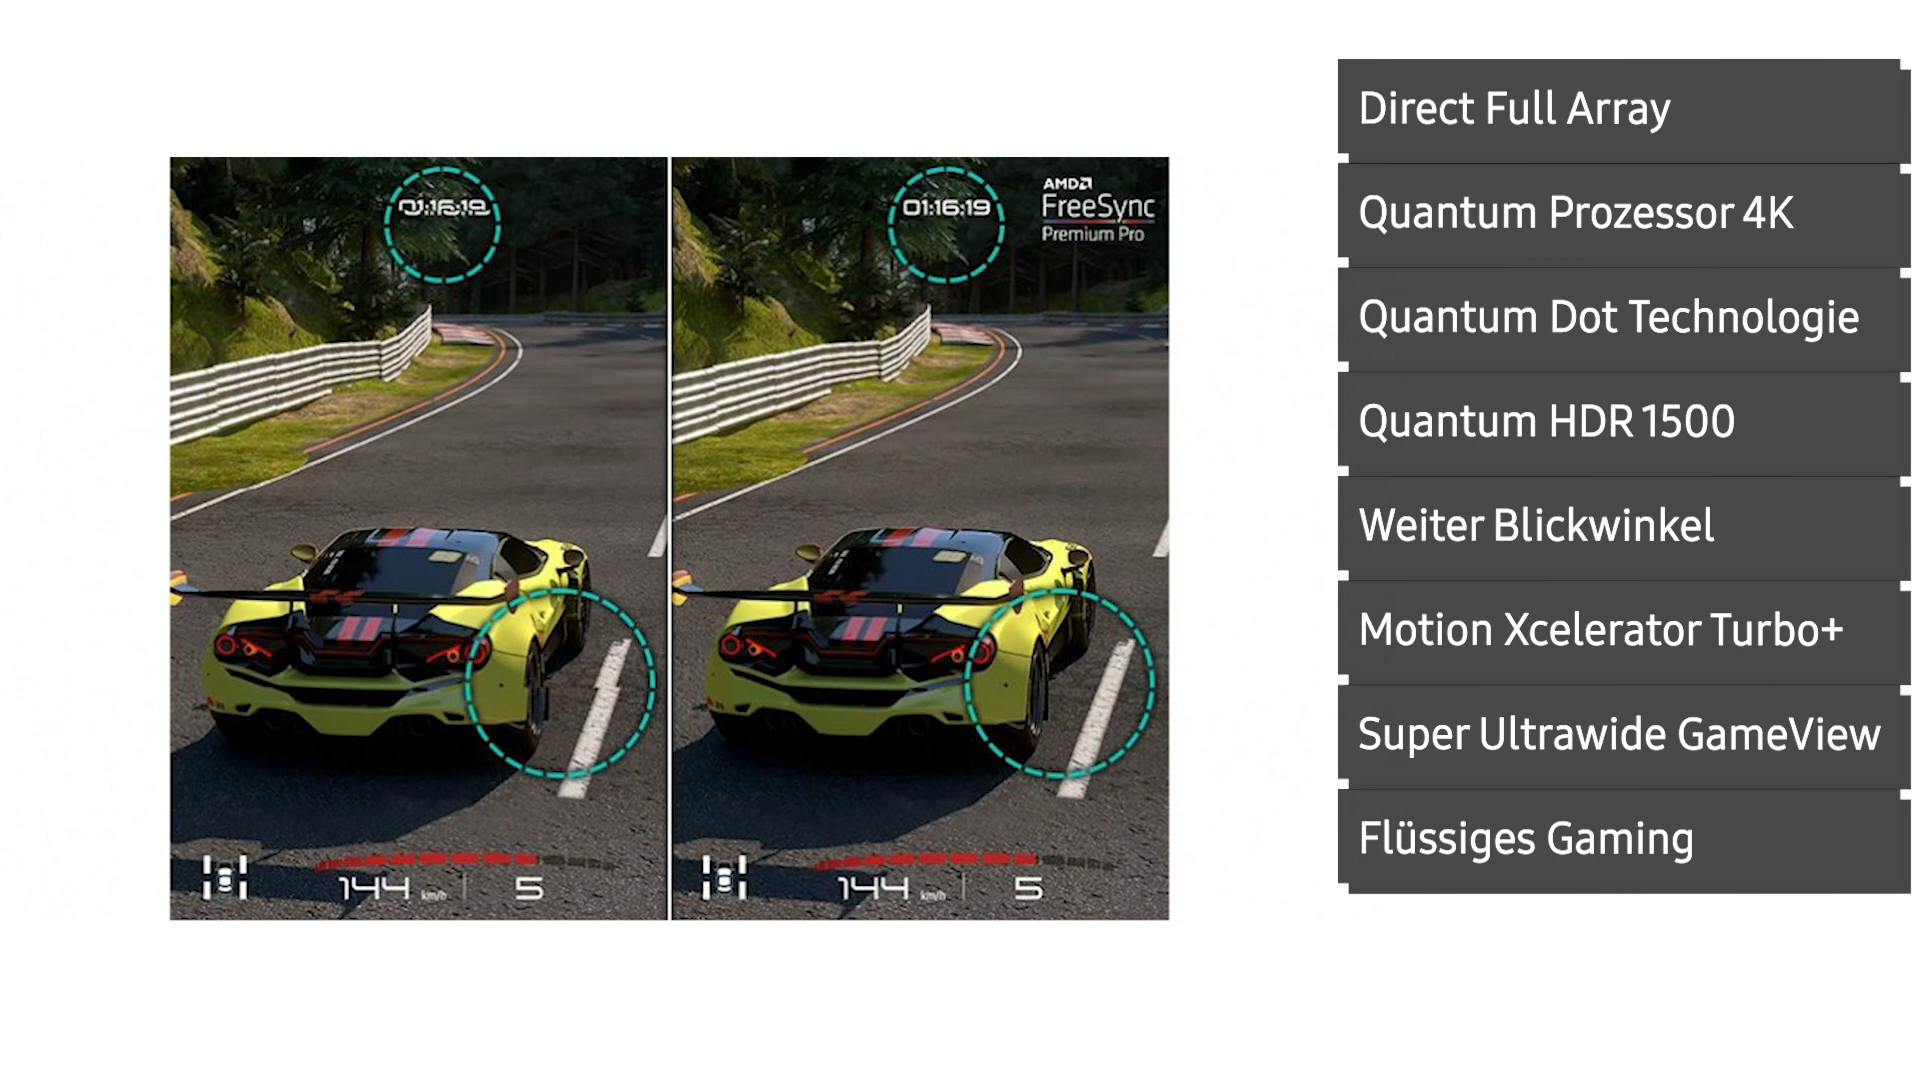 01:16:19
144 km/h 5
01:16:19
AMD
FreeSync
Premium Pro
144 km/h 5
Direct Full Array
Quantum Prozessor 4K
Quantum Dot Technologie
Quantum HDR 1500
Weiter Blickwinkel
Motion Xcelerator Turbo+
Super Ultrawide GameView
Flüssiges Gaming